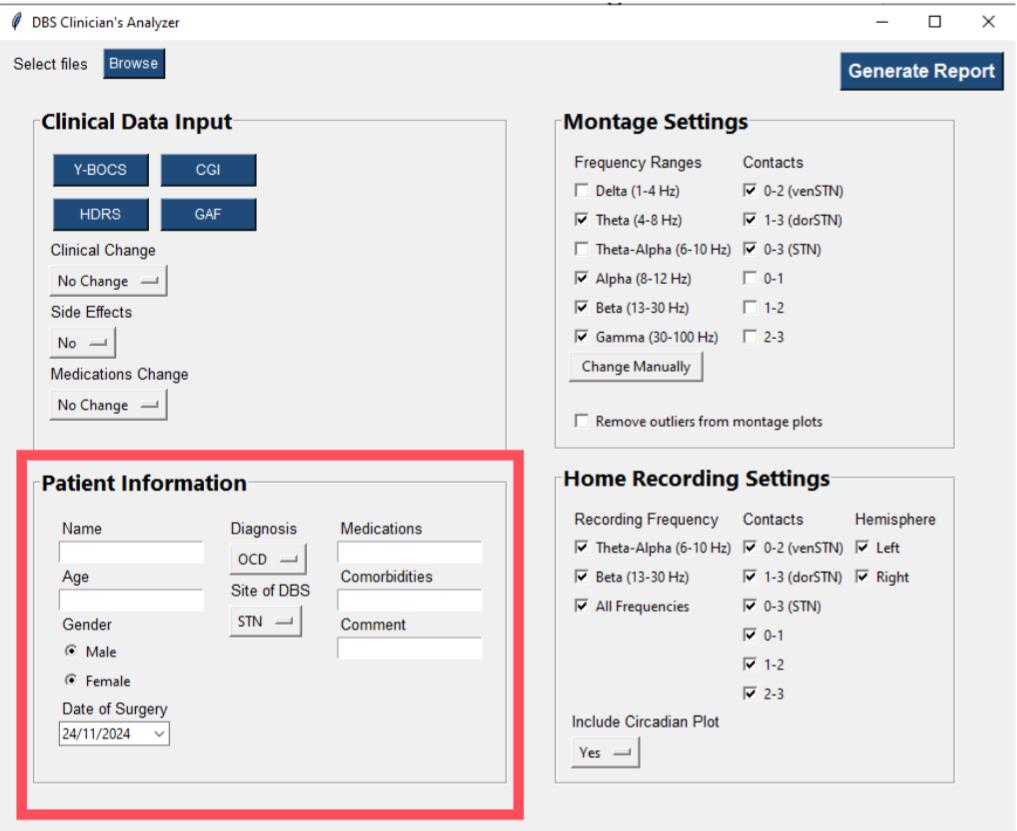 DBS Clinician's Analyzer
Select files Browse
Generate Report
Clinical Data Input
Y-BOCS CGI
HDRS GAF
Clinical Change
No Change
Side Effects
No
Medications Change
No Change
Montage Settings
Frequency Ranges Contacts
Delta (1-4 Hz) 0-2 (venSTN)
Theta (4-8 Hz) 1-3 (dorSTN)
Theta-Alpha (6-10 Hz) 0-3 (STN)
Alpha (8-12 Hz) 0-1
Beta (13-30 Hz) 1-2
Gamma (30-100 Hz) 2-3
Change Manually
Remove outliers from montage plots
Patient Information
Name Diagnosis Medications
OCD
Age Comorbidities
Site of DBS
Gender STN Comment
Male
Female
Date of Surgery
24/11/2024
Home Recording Settings
Recording Frequency Contacts Hemisphere
Theta-Alpha (6-10 Hz) 0-2 (venSTN) Left
Beta (13-30 Hz) 1-3 (dorSTN) Right
All Frequencies 0-3 (STN)
0-1
1-2
2-3
Include Circadian Plot
Yes